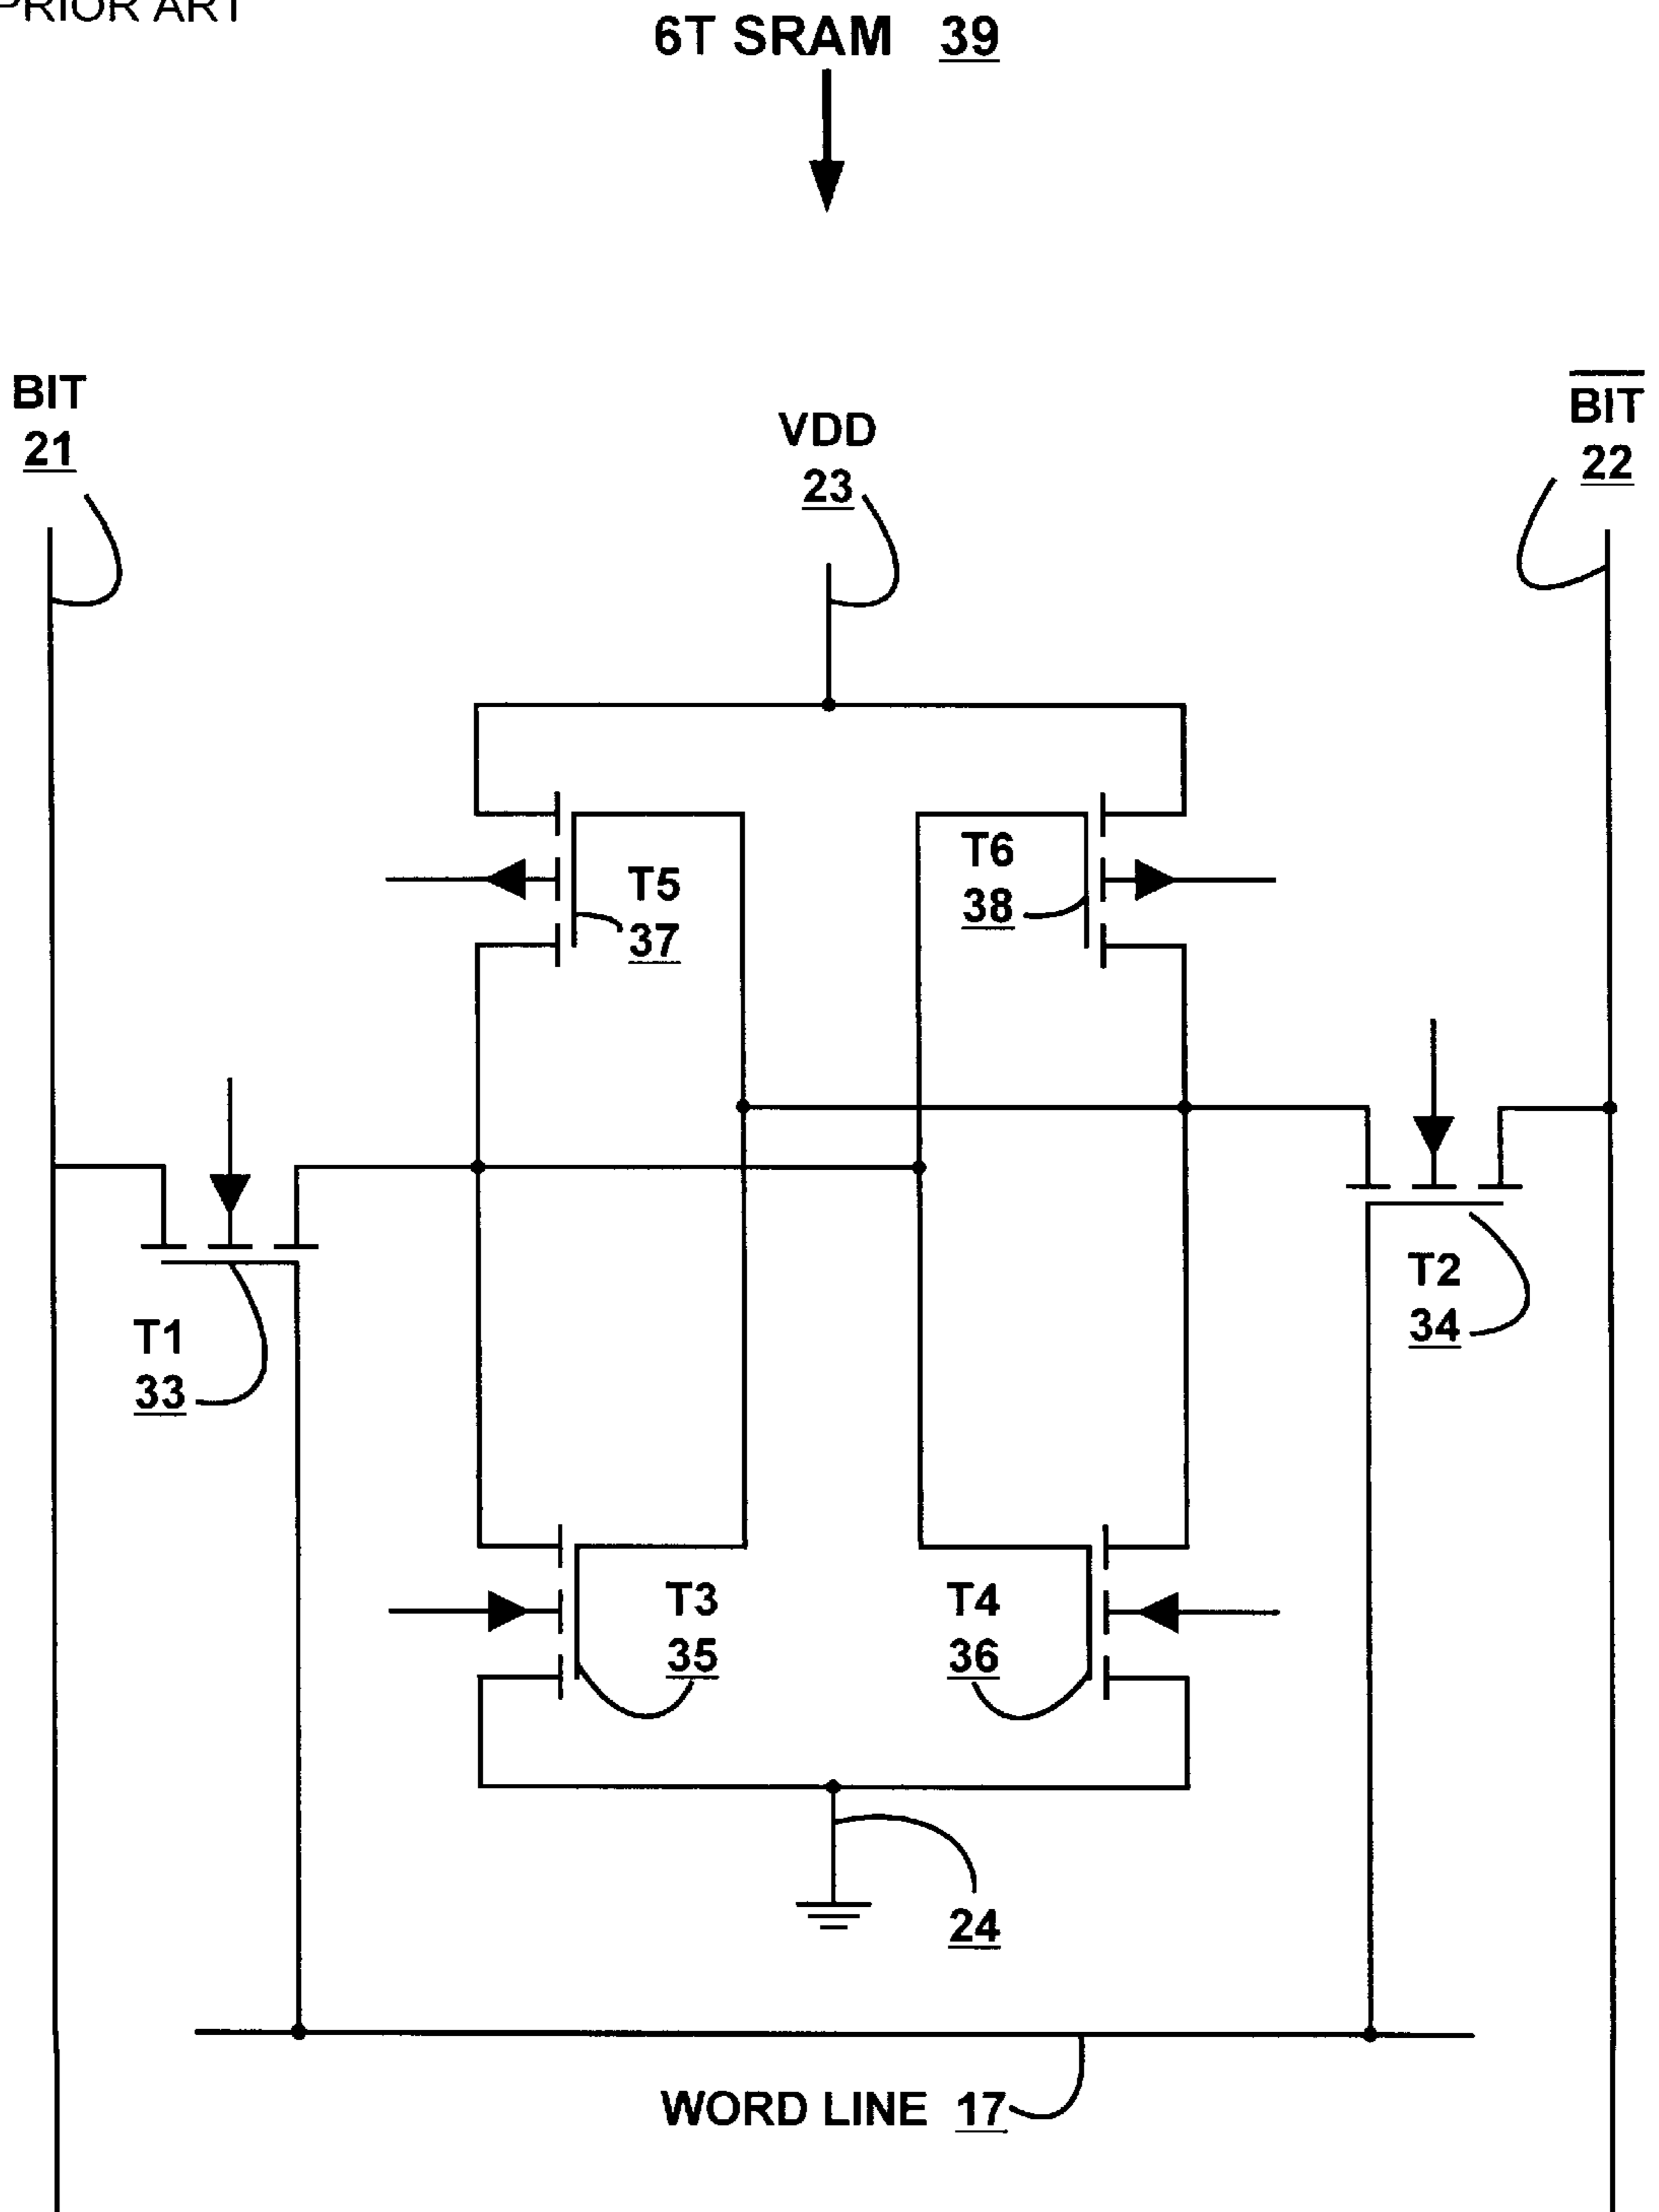 PRIOR ART
6T SRAM 39
BIT
21
VDD
23
BIT
22
T5
37
T6
38
T1
33
T2
34
T3
35
T4
36
24
WORD LINE 17